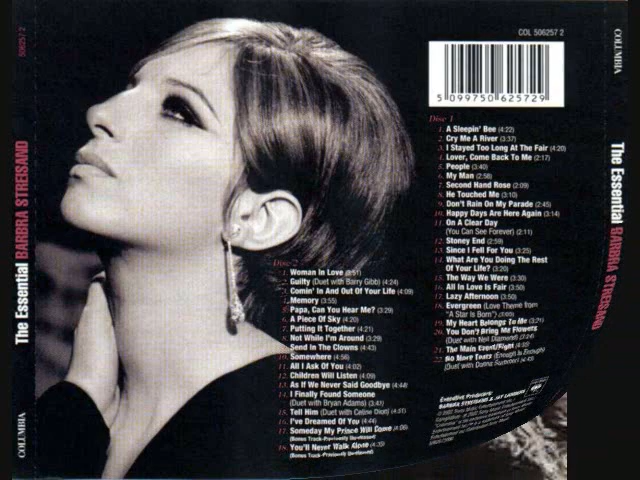 506257 2
The Essential BARBRA STREISAND
COLUMBIA
COL 506257 2
5 099750 625729
COLUMBIA
The Essential BARBRA STREISAND
Disc 1
1. A Sleepin' Bee (4:22)
2. Cry Me A River (3:37)
3. I Stayed Too Long At The Fair (4:20)
4. Lover, Come Back To Me (2:17)
5. People (3:40)
6. My Man (2:58)
7. Second Hand Rose (2:09)
8. He Touched Me (3:10)
9. Don't Rain On My Parade (2:45)
10. Happy Days Are Here Again (3:14)
11. On A Clear Day
(You Can See Forever) (2:11)
12. Stoney End (2:59)
13. Since I Fell For You (3:25)
14. What Are You Doing The Rest
Of Your Life? (3:20)
15. The Way We Were (3:30)
16. All In Love Is Fair (3:50)
17. Lazy Afternoon (3:50)
18. Evergreen (Love Theme from
"A Star Is Born")
19. My Heart Belongs To Me (3:21)
20. You Don't Bring Me Flowers
(Duet with Neil Diamond)
21. The Main Event/Fight
22. No More Tears (Enough Is Enough)
(Duet with Donna Summer)
Disc 2
1. Woman In Love (3:51)
2. Guilty (Duet with Barry Gibb) (4:24)
3. Comin' In And Out Of Your Life (4:09)
4. Memory (3:55)
5. Papa, Can You Hear Me? (3:29)
6. A Piece Of Sky (4:20)
7. Putting It Together (4:21)
8. Not While I'm Around (3:29)
9. Send In The Clowns (4:43)
10. Somewhere (4:56)
11. All I Ask Of You (4:02)
12. Children Will Listen (4:09)
13. As If We Never Said Goodbye (4:44)
14. I Finally Found Someone
(Duet with Bryan Adams) (3:41)
15. Tell Him (Duet with Celine Dion) (4:51)
16. I've Dreamed Of You (4:44)
17. Someday My Prince Will Come (4:06)
(Bonus Track-Previously Unreleased)
18. You'll Never Walk Alone
(Bonus Track-Previously Unreleased)
Executive Producers:
BARBRA STREISAND & JAY LANDERS